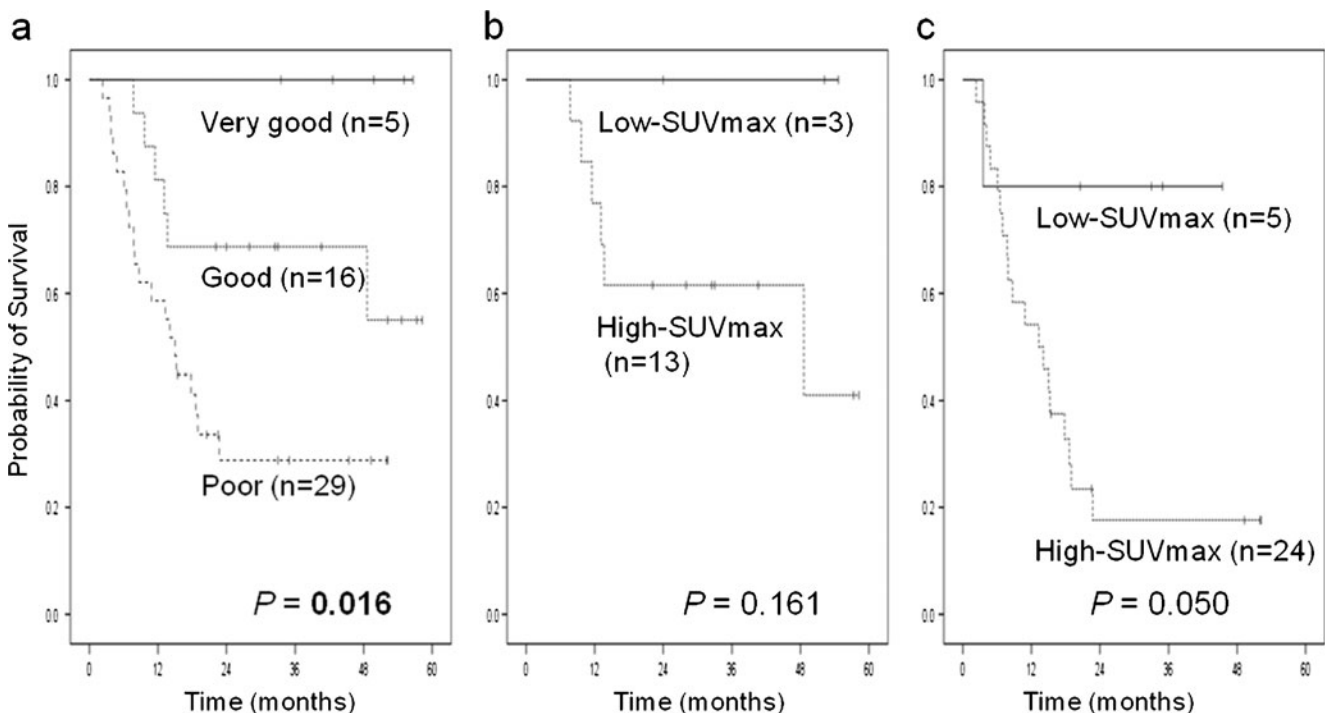 a
b
c
Probability of Survival
1.0
0.8
0.6
0.4
0.2
0.0
Very good (n=5)
Good (n=16)
Poor (n=29)
P = 0.016
0 12 24 36 48 60
Time (months)
1.0
0.8
0.6
0.4
0.2
0.0
Low-SUVmax (n=3)
High-SUVmax
(n=13)
P = 0.161
0 12 24 36 48 60
Time (months)
1.0
0.8
0.6
0.4
0.2
0.0
Low-SUVmax (n=5)
High-SUVmax (n=24)
P = 0.050
0 12 24 36 48 60
Time (months)